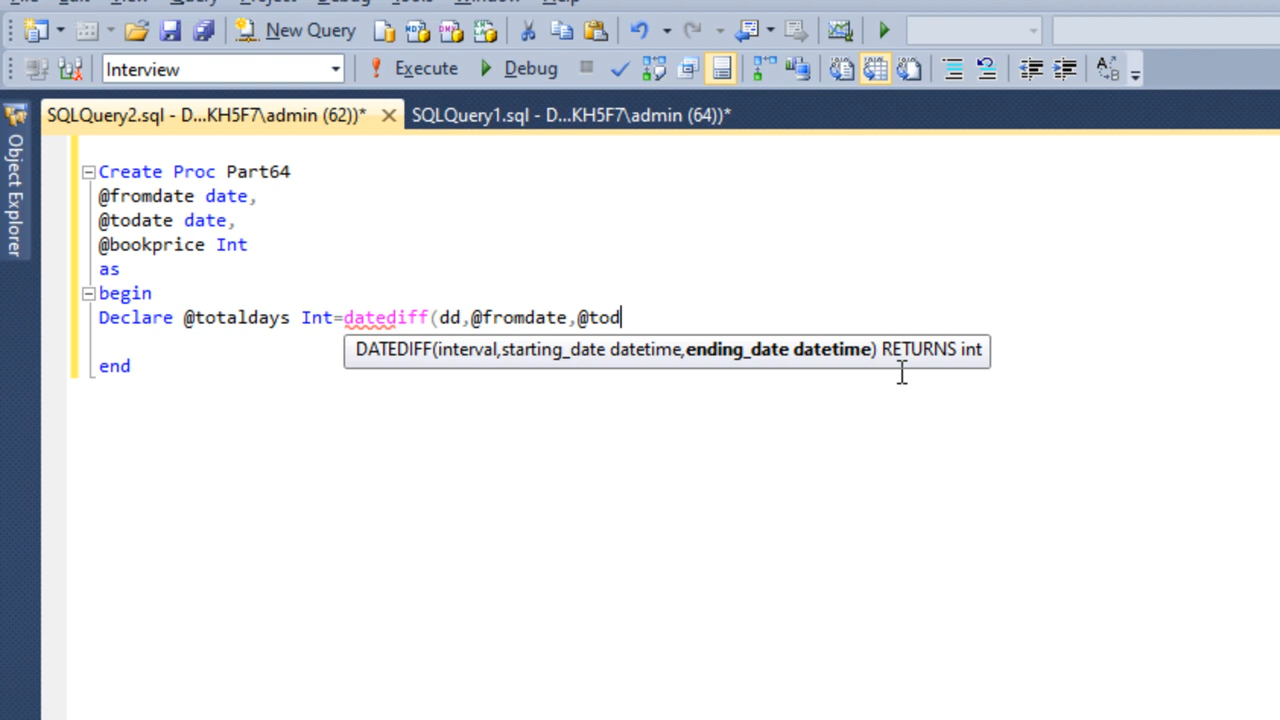 New Query
Interview
Execute
Debug
SQLQuery2.sql - D...KH5F7\admin (62))*
SQLQuery1.sql - D...KH5F7\admin (64))*
Object Explorer
Create Proc Part64
@fromdate date,
@todate date,
@bookprice Int
as
begin
Declare @totaldays Int=datediff(dd,@fromdate,@tod
DATEDIFF(interval,starting_date datetime,ending_date datetime) RETURNS int
end